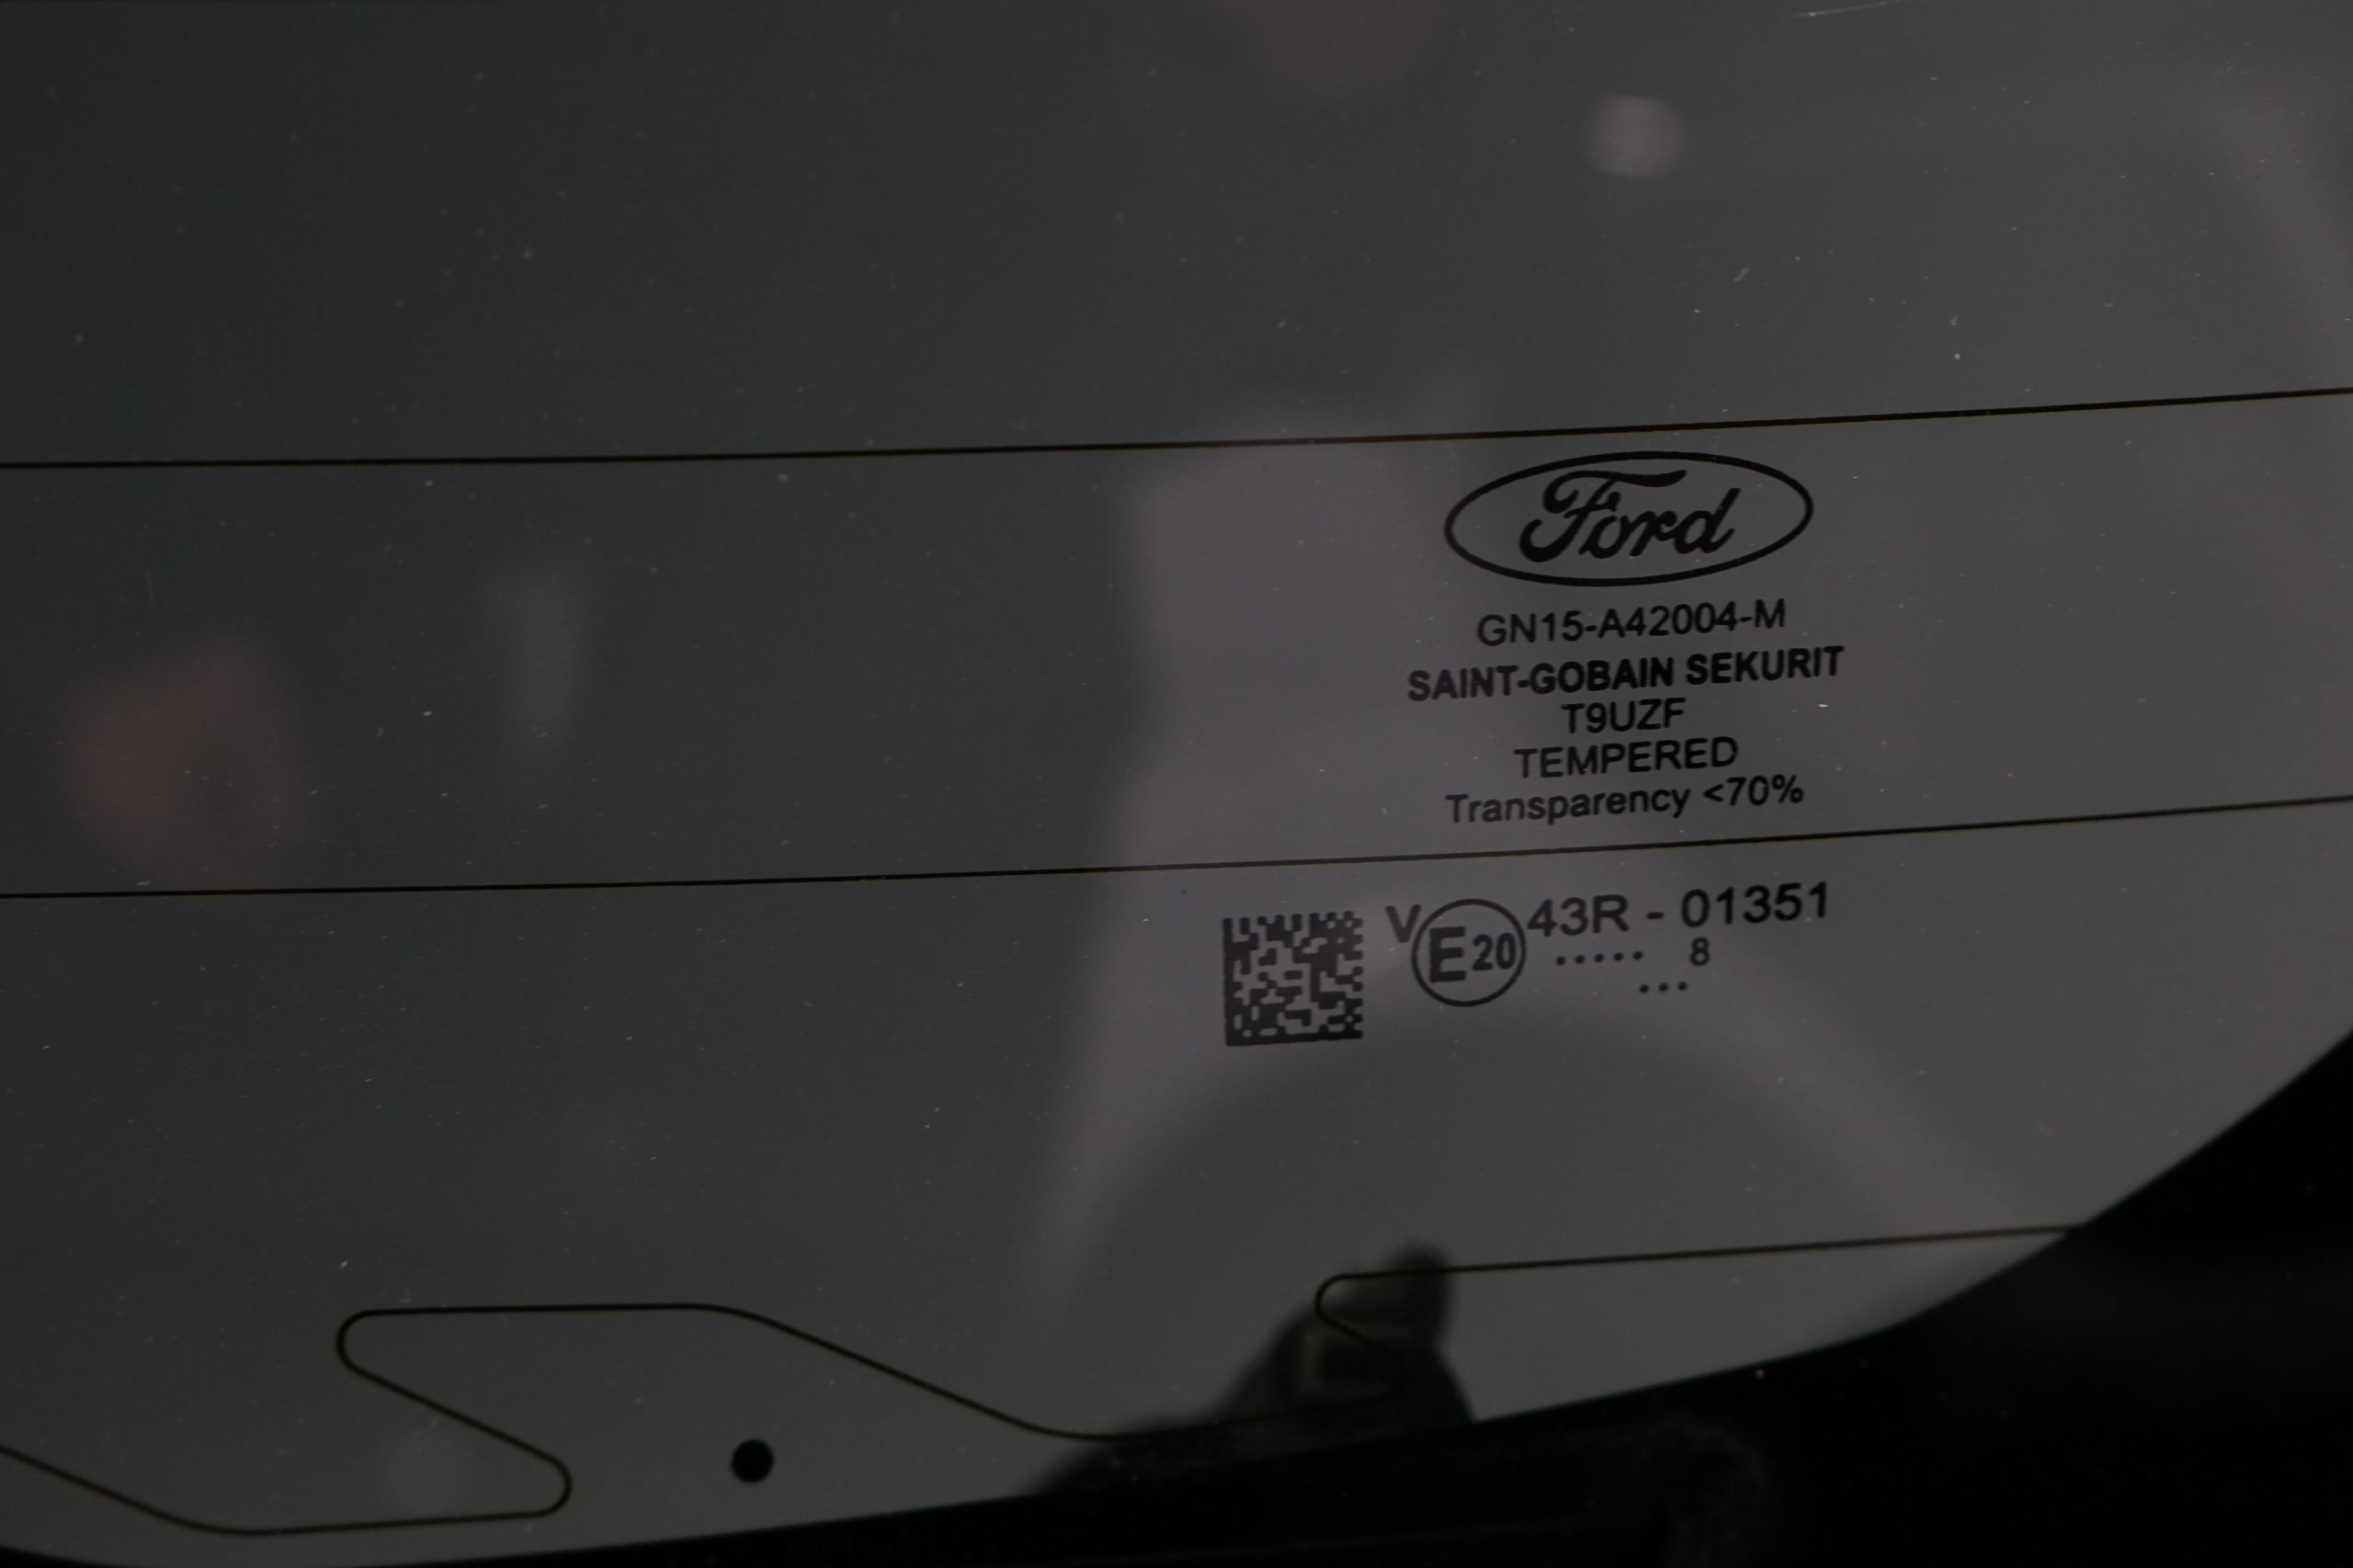 Ford
GN15-A42004-M
SAINT-GOBAIN SEKURIT
T9UZF
TEMPERED
Transparency <70%
V E20 43R - 01351
..... 8
...